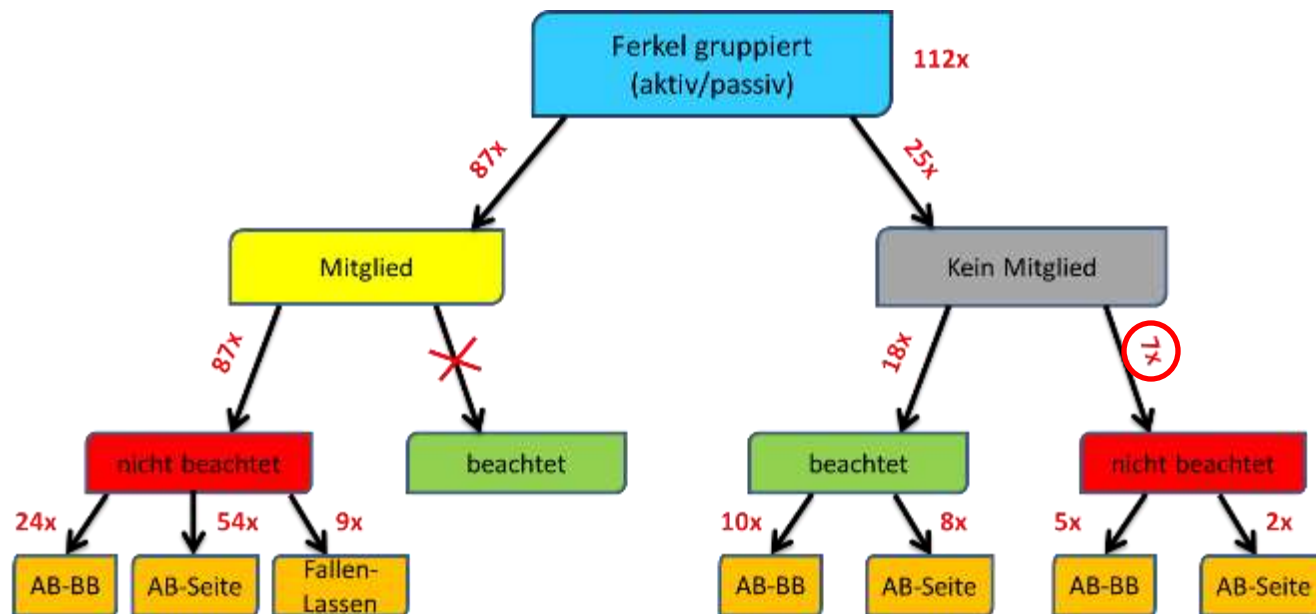 Ferkel gruppiert
(aktiv/passiv)
112x
87x
25x
Mitglied
Kein Mitglied
87x
18x
7x
nicht beachtet
beachtet
beachtet
nicht beachtet
24x
54x
9x
10x
8x
5x
2x
AB-BB
AB-Seite
Fallen-
Lassen
AB-BB
AB-Seite
AB-BB
AB-Seite